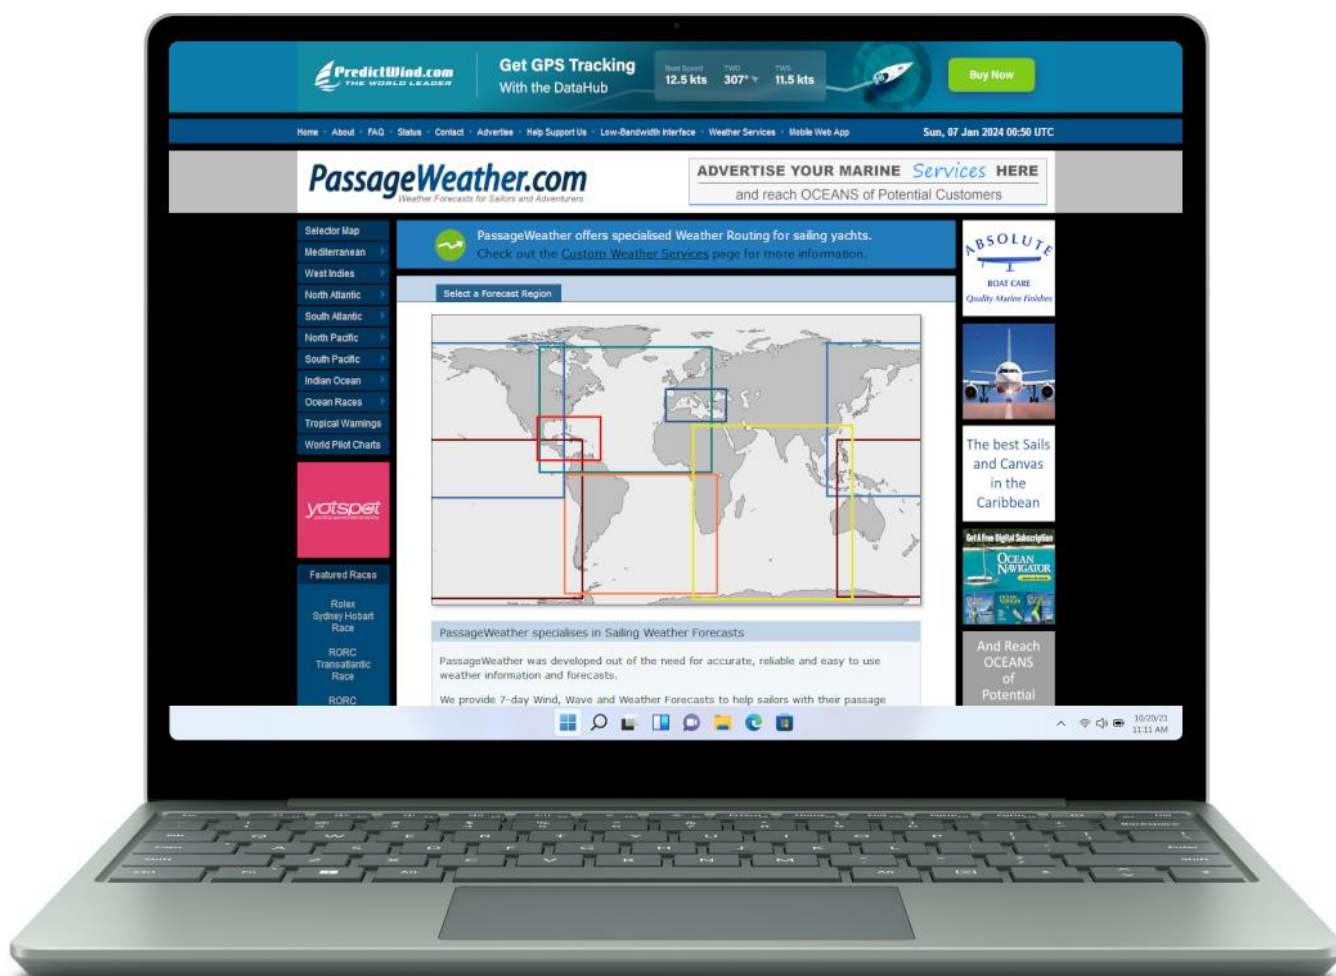 PredictWind.com
THE WORLD LEADER
Get GPS Tracking
With the DataHub
Boat Speed TWD TWS
12.5 kts 307° 11.5 kts
Buy Now
Home · About · FAQ · Status · Contact · Advertise · Help Support Us · Low-Bandwidth Interface · Weather Services · Mobile Web App
Sun, 07 Jan 2024 00:50 UTC
PassageWeather.com
Weather Forecasts for Sailors and Adventurers
ADVERTISE YOUR MARINE Services HERE
and reach OCEANS of Potential Customers
Selector Map
Mediterranean
West Indies
North Atlantic
South Atlantic
North Pacific
South Pacific
Indian Ocean
Ocean Races
Tropical Warnings
World Pilot Charts
yotspot
Featured Races
Rolex
Sydney Hobart
Race
RORC
Transatlantic
Race
RORC
PassageWeather offers specialised Weather Routing for sailing yachts.
Check out the Custom Weather Services page for more information.
Select a Forecast Region
PassageWeather specialises in Sailing Weather Forecasts
PassageWeather was developed out of the need for accurate, reliable and easy to use
weather information and forecasts.
We provide 7-day Wind, Wave and Weather Forecasts to help sailors with their passage
ABSOLUTE
BOAT CARE
Quality Marine Finishes
The best Sails
and Canvas
in the
Caribbean
Get A Free Digital Subscription
OCEAN
NAVIGATOR
And Reach
OCEANS
of
Potential
10/20/21
11:11 AM